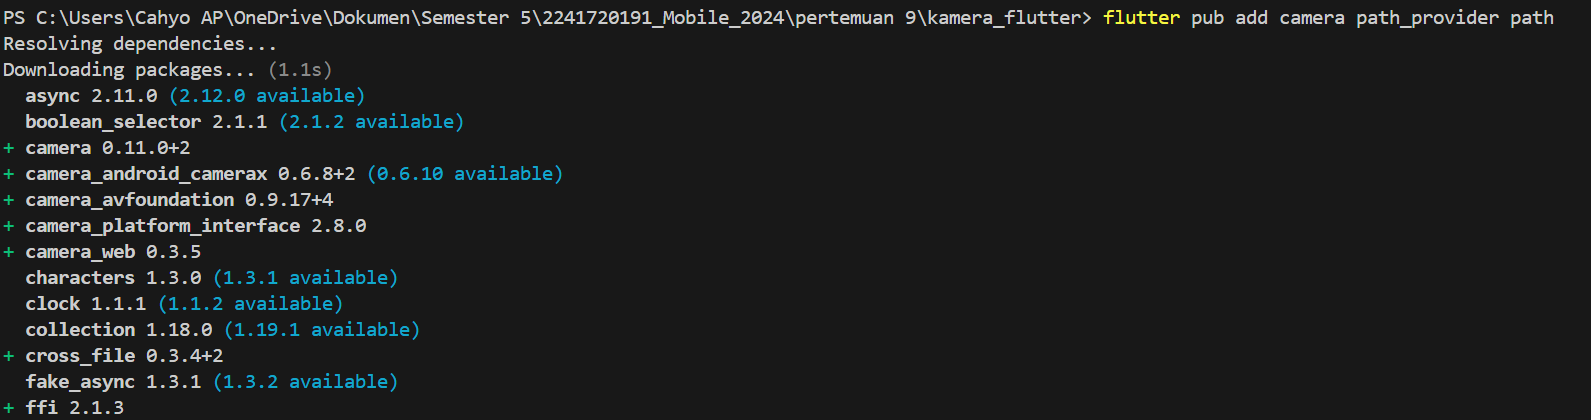 PS C:\Users\Cahyo AP\OneDrive\Dokumen\Semester 5\2241720191_Mobile_2024\pertemuan 9\kamera_flutter> flutter pub add camera path_provider path
Resolving dependencies...
Downloading packages... (1.1s)
  async 2.11.0 (2.12.0 available)
  boolean_selector 2.1.1 (2.1.2 available)
+ camera 0.11.0+2
+ camera_android_camerax 0.6.8+2 (0.6.10 available)
+ camera_avfoundation 0.9.17+4
+ camera_platform_interface 2.8.0
+ camera_web 0.3.5
  characters 1.3.0 (1.3.1 available)
  clock 1.1.1 (1.1.2 available)
  collection 1.18.0 (1.19.1 available)
+ cross_file 0.3.4+2
  fake_async 1.3.1 (1.3.2 available)
+ ffi 2.1.3